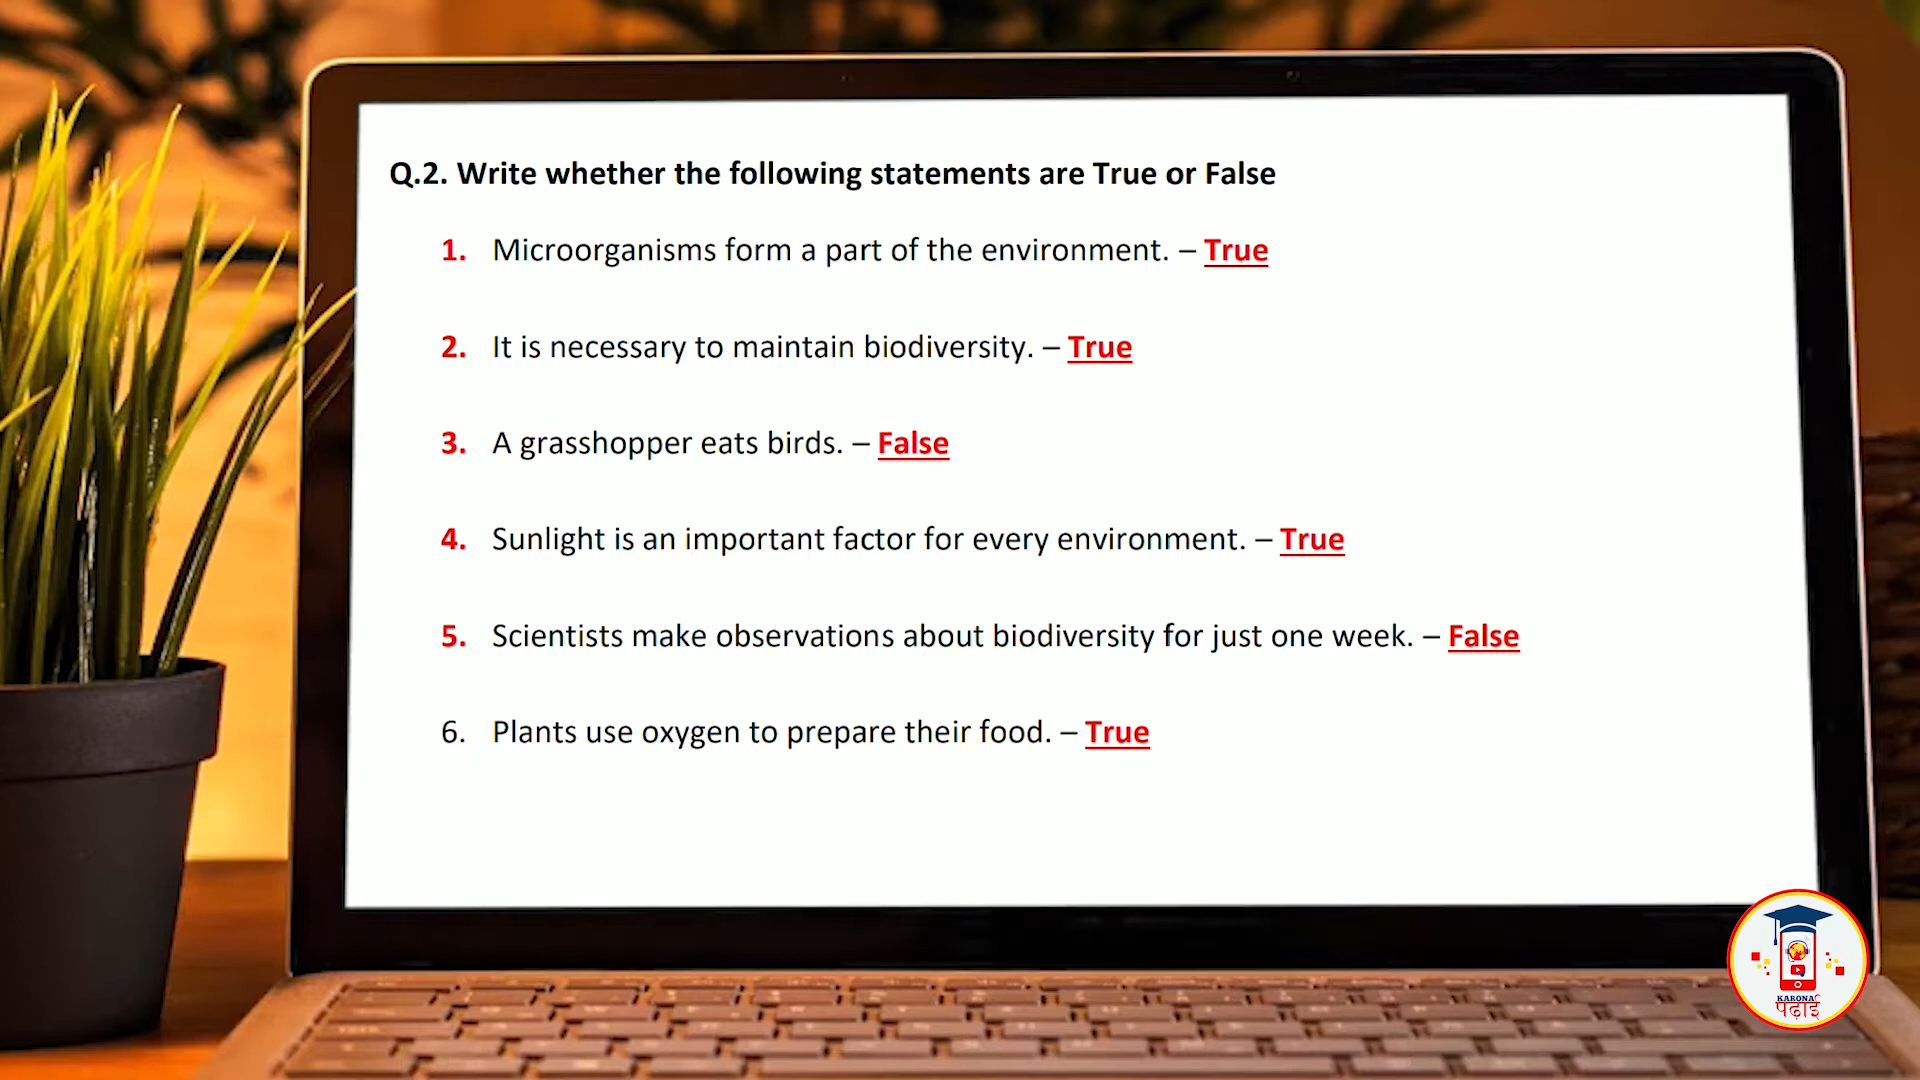 Q.2. Write whether the following statements are True or False
1. Microorganisms form a part of the environment. – True
2. It is necessary to maintain biodiversity. – True
3. A grasshopper eats birds. – False
4. Sunlight is an important factor for every environment. – True
5. Scientists make observations about biodiversity for just one week. – False
6. Plants use oxygen to prepare their food. – True
KARONA
पढ़ाई